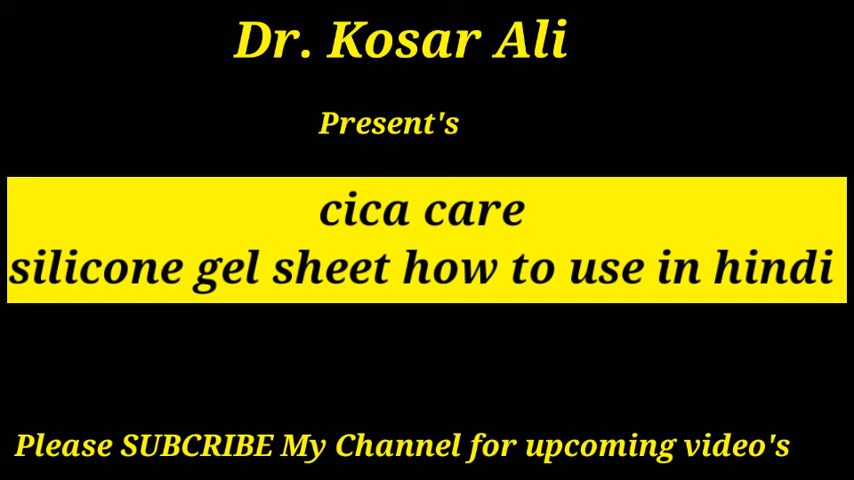 Dr. Kosar Ali
Present's
cica care
silicone gel sheet how to use in hindi
Please SUBCRIBE My Channel for upcoming video's